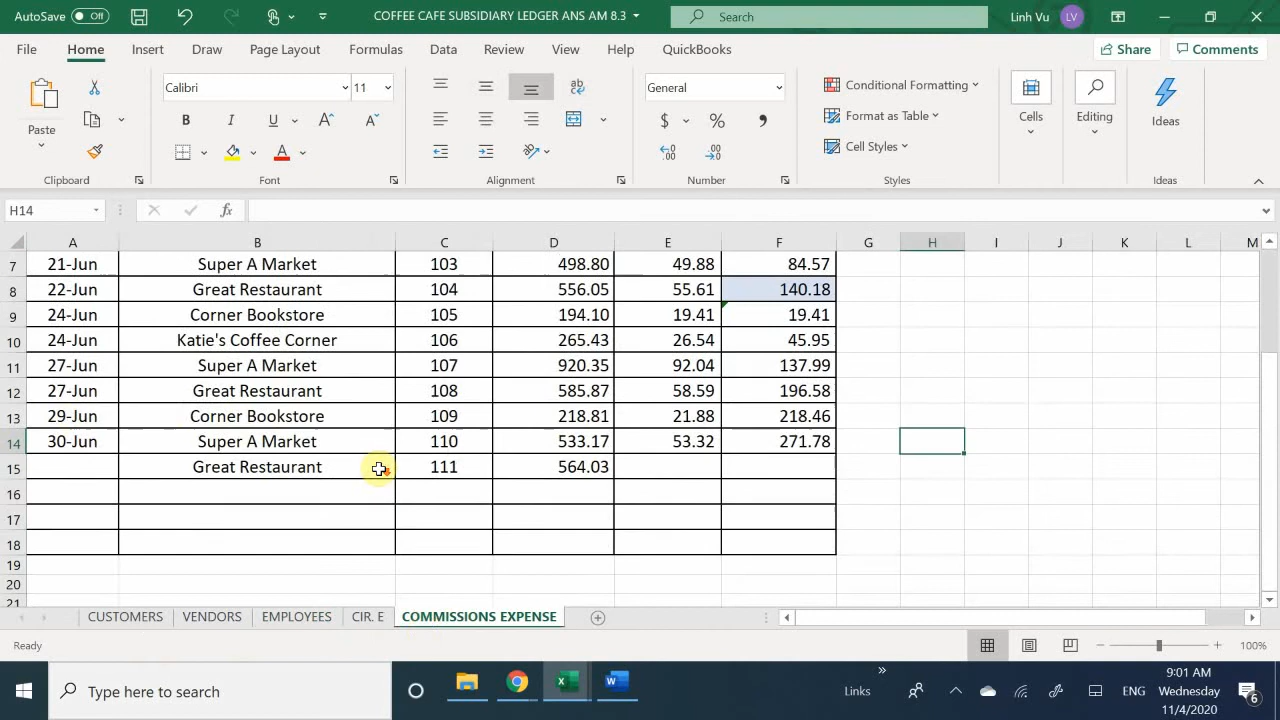 AutoSave Off COFFEE CAFE SUBSIDIARY LEDGER ANS AM 8.3 Search Linh Vu LV
File Home Insert Draw Page Layout Formulas Data Review View Help QuickBooks Share Comments
Paste Calibri 11 ab c General $ % , Conditional Formatting Format as Table Cell Styles Cells Editing Ideas
B I U A A A
Clipboard Font Alignment Number Styles Ideas
H14 fx
A B C D E F G H I J K L M
7 21-Jun Super A Market 103 498.80 49.88 84.57
8 22-Jun Great Restaurant 104 556.05 55.61 140.18
9 24-Jun Corner Bookstore 105 194.10 19.41 19.41
10 24-Jun Katie's Coffee Corner 106 265.43 26.54 45.95
11 27-Jun Super A Market 107 920.35 92.04 137.99
12 27-Jun Great Restaurant 108 585.87 58.59 196.58
13 29-Jun Corner Bookstore 109 218.81 21.88 218.46
14 30-Jun Super A Market 110 533.17 53.32 271.78
15 Great Restaurant 111 564.03
16
17
18
19
20
21
CUSTOMERS VENDORS EMPLOYEES CIR. E COMMISSIONS EXPENSE
Ready 100%
Type here to search Links ENG 9:01 AM
Wednesday
11/4/2020 6